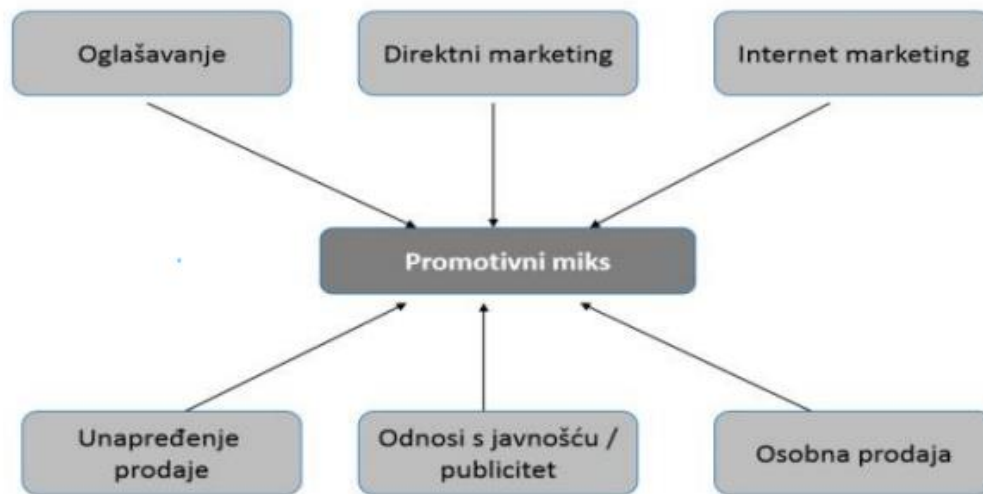 Oglašavanje
Direktni marketing
Internet marketing
Promotivni miks
Unapređenje
prodaje
Odnosi s javnošću /
publicitet
Osobna prodaja